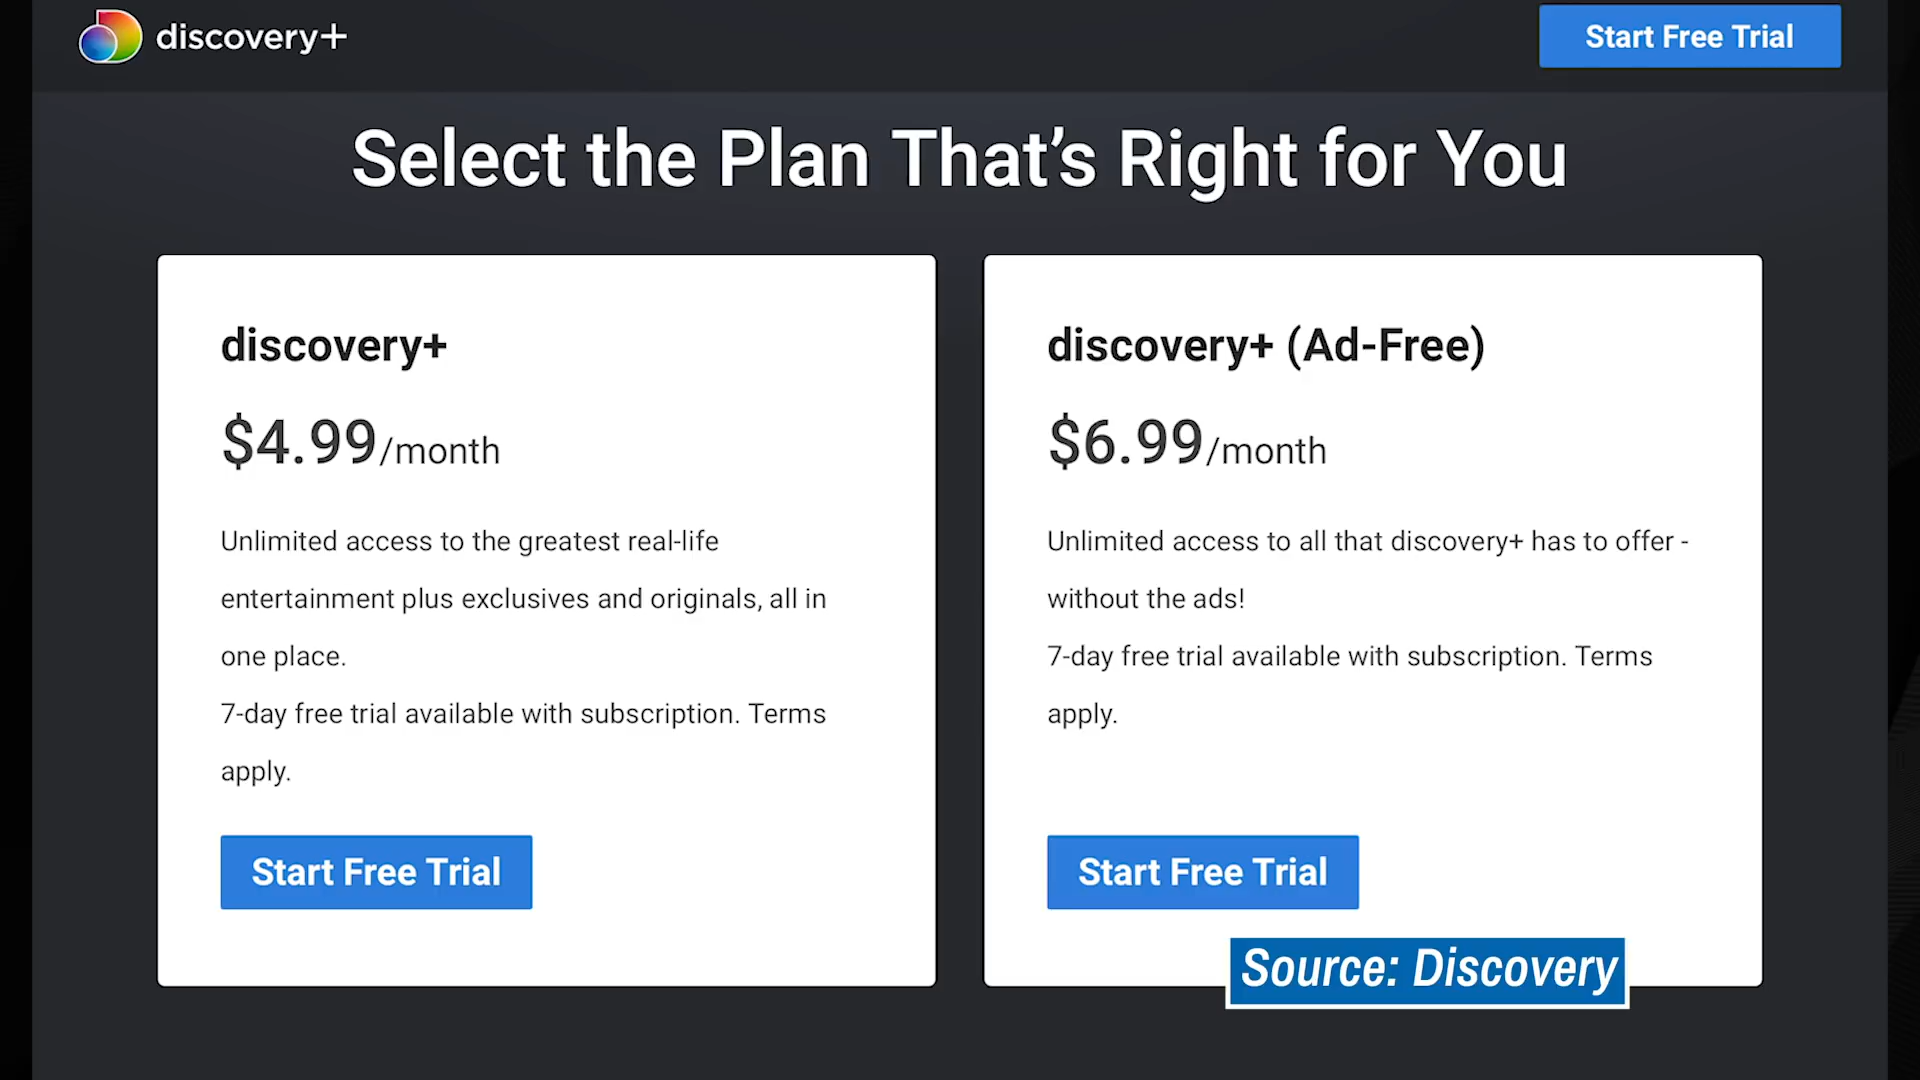 discovery+
Start Free Trial
Select the Plan That’s Right for You
discovery+
$4.99/month
Unlimited access to the greatest real-life
entertainment plus exclusives and originals, all in
one place.
7-day free trial available with subscription. Terms
apply.
Start Free Trial
discovery+ (Ad-Free)
$6.99/month
Unlimited access to all that discovery+ has to offer -
without the ads!
7-day free trial available with subscription. Terms
apply.
Start Free Trial
Source: Discovery